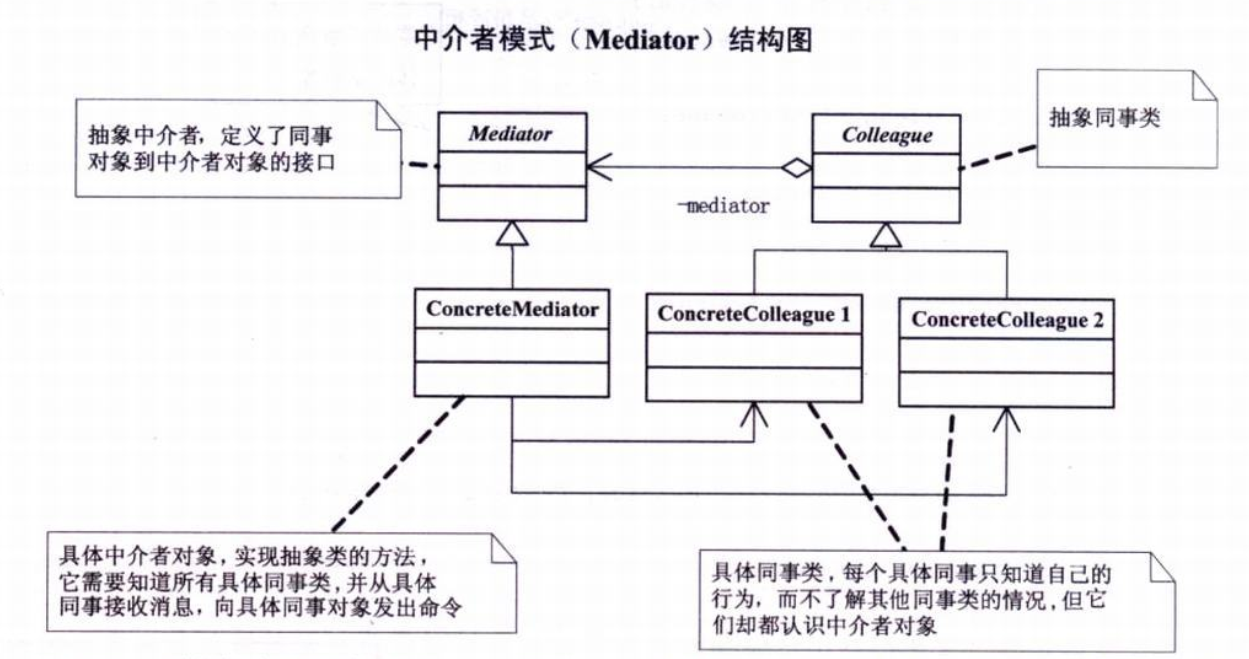 中介者模式（Mediator）结构图
抽象中介者，定义了同事
对象到中介者对象的接口
Mediator
Colleague
抽象同事类
-mediator
ConcreteMediator
ConcreteColleague 1
ConcreteColleague 2
具体中介者对象，实现抽象类的方法，
它需要知道所有具体同事类，并从具体
同事接收消息，向具体同事对象发出命令
具体同事类，每个具体同事只知道自己的
行为，而不了解其他同事类的情况，但它
们却都认识中介者对象